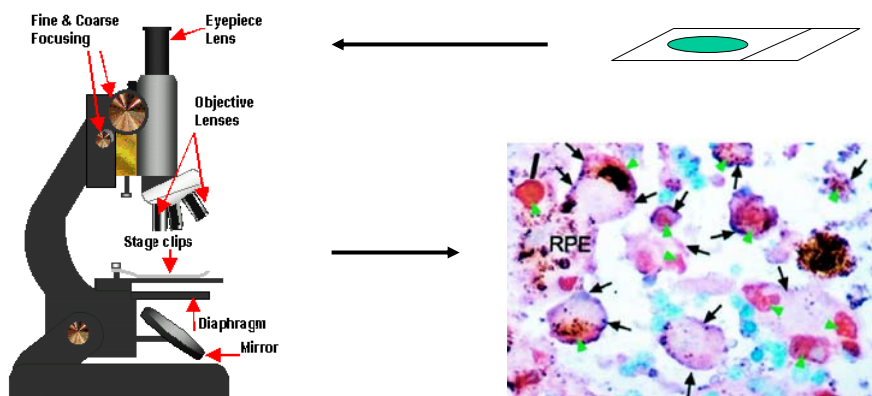 Fine & Coarse
Focusing
Eyepiece
Lens
Objective
Lenses
Stage clips
Diaphragm
Mirror
RPE